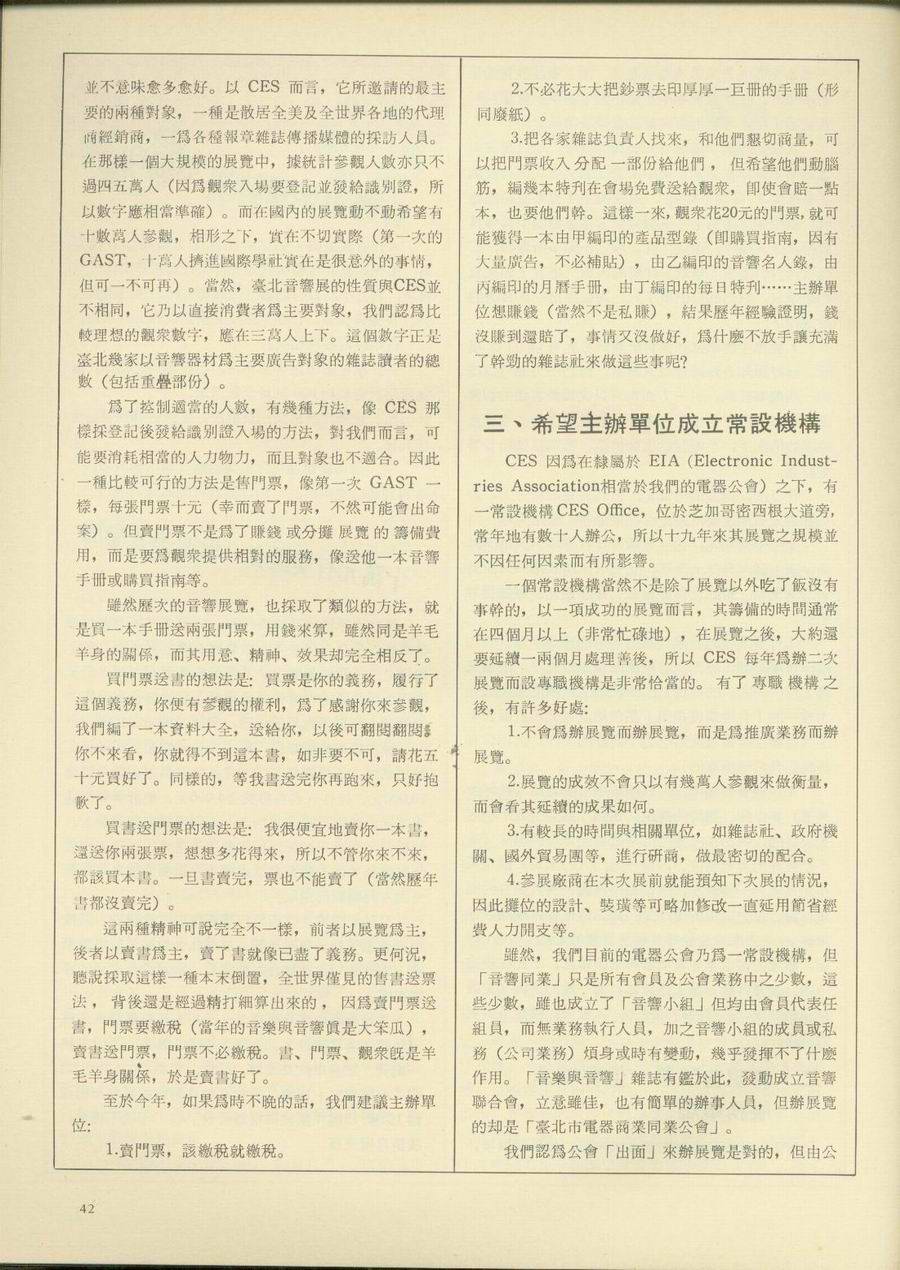 並不意味愈多愈好。以 CES 而言，它所邀請的最主
要的兩種對象，一種是散居全美及全世界各地的代理
商經銷商，一爲各種報章雜誌傳播媒體的採訪人員。
在那樣一個大規模的展覽中，據統計參觀人數亦只不
過四五萬人（因爲觀衆入場要登記並發給識别證，所
以數字應相當準確）。而在國內的展覽動不動希望有
十數萬人參觀，相形之下，實在不切實際（第一次的
GAST，十萬人擠進國際學社實在是很意外的事情，
但可一不可再）。當然，臺北音響展的性質與CES並
不相同，它乃以直接消費者爲主要對象，我們認爲比
較理想的觀衆數字，應在三萬人上下。這個數字正是
臺北幾家以音響器材爲主要廣告對象的雜誌讀者的總
數（包括重疊部份）。
爲了控制適當的人數，有幾種方法，像 CES 那
樣採登記後發給識别證入場的方法，對我們而言，可
能要消耗相當的人力物力，而且對象也不適合。因此
一種比較可行的方法是售門票，像第一次 GAST 一
樣，每張門票十元（幸而賣了門票，不然可能會出命
案）。但賣門票不是爲了賺錢 或分攤 展覽 的 籌備費
用，而是要爲觀衆提供相對的服務，像送他一本音響
手册或購買指南等。
雖然歷次的音響展覽，也採取了類似的方法，就
是買一本手册送兩張門票，用錢來算，雖然同是羊毛
羊身的關係，而其用意、精神、效果却完全相反了。
買門票送書的想法是：買票是你的義務，履行了
這個義務，你便有參觀的權利，爲了感謝你來參觀，
我們編了一本資料大全，送給你，以後可翻閱翻閱；
你不來看，你就得不到這本書，如非要不可，請花五
十元買好了。同樣的，等我書送完你再跑來，只好抱
歉了。
買書送門票的想法是：我很便宜地賣你一本書，
還送你兩張票，想想多花得來，所以不管你來不來，
都該買本書。一旦書賣完，票也不能賣了（當然歷年
書都沒賣完）。
這兩種精神可說完全不一樣，前者以展覽爲主，
後者以賣書爲主，賣了書就像已盡了義務。更何況，
聽說採取這樣一種本末倒置，全世界僅見的售書送票
法，背後還是經過精打細算出來的，因爲賣門票送
書，門票要繳稅（當年的音樂與音響眞是大笨瓜），
賣書送門票，門票不必繳稅。書、門票、觀衆旣是羊
毛羊身關係，於是賣書好了。
至於今年，如果爲時不晚的話，我們建議主辦單
位：
1.賣門票，該繳稅就繳稅。
2.不必花大大把鈔票去印厚厚一巨册的手册（形
同廢紙）。
3.把各家雜誌負責人找來，和他們懇切商量，可
以把門票收入 分配 一部份給他們，但希望他們動腦
筋，編幾本特刊在會場免費送給觀衆，卽使會賠一點
本，也要他們幹。這樣一來，觀衆花20元的門票，就可
能獲得一本由甲編印的產品型錄（卽購買指南，因有
大量廣告，不必補貼），由乙編印的音響名人錄，由
丙編印的月曆手册，由丁編印的每日特刊……主辦單
位想賺錢（當然不是私賺），結果歷年經驗證明，錢
沒賺到還賠了，事情又沒做好，爲什麼不放手讓充滿
了幹勁的雜誌社來做這些事呢？
三、希望主辦單位成立常設機構
CES 因爲在隸屬於 EIA (Electronic Indust-
ries Association相當於我們的電器公會）之下，有
一常設機構 CES Office，位於芝加哥密西根大道旁，
常年地有數十人辦公，所以十九年來其展覽之規模並
不因任何因素而有所影響。
一個常設機構當然不是除了展覽以外吃了飯沒有
事幹的，以一項成功的展覽而言，其籌備的時間通常
在四個月以上（非常忙碌地），在展覽之後，大約還
要延續一兩個月處理善後，所以 CES 每年爲辦二次
展覽而設專職機構是非常恰當的。有了 專職 機構 之
後，有許多好處：
1.不會爲辦展覽而辦展覽，而是爲推廣業務而辦
展覽。
2.展覽的成效不會只以有幾萬人參觀來做衡量，
而會看其延續的成果如何。
3.有較長的時間與相關單位，如雜誌社、政府機
關、國外貿易團等，進行研商，做最密切的配合。
4.參展廠商在本次展前就能預知下次展的情況，
因此攤位的設計、裝璜等可略加修改一直延用節省經
費人力開支等。
雖然，我們目前的電器公會乃爲一常設機構，但
「音響同業」只是所有會員及公會業務中之少數，這
些少數，雖也成立了「音響小組」但均由會員代表任
組員，而無業務執行人員，加之音響小組的成員或私
務（公司業務）煩身或時有變動，幾乎發揮不了什麼
作用。「音樂與音響」雜誌有鑑於此，發動成立音響
聯合會，立意雖佳，也有簡單的辦事人員，但辦展覽
的却是「臺北市電器商業同業公會」。
我們認爲公會「出面」來辦展覽是對的，但由公
42